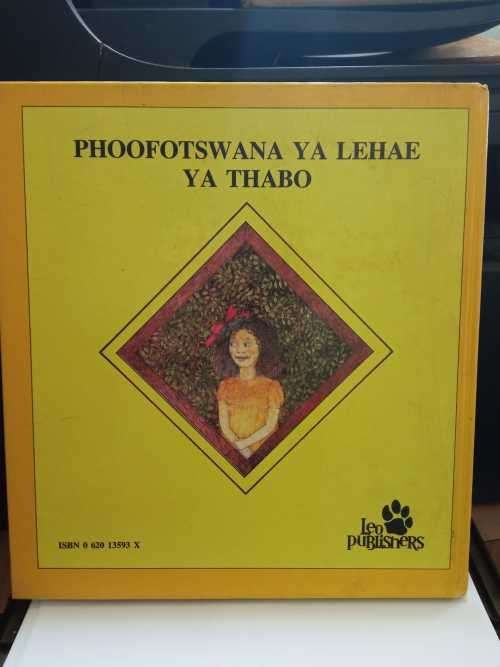 PHOOFOTSWANA YA LEHAE
YA THABO
ISBN 0 620 13593 X
Leo
PUBLISHERS